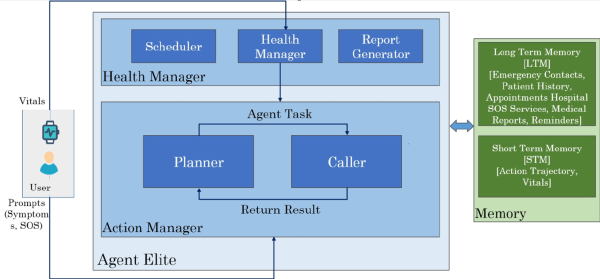 Scheduler
Health
Manager
Report
Generator
Health Manager
Agent Task
Planner
Caller
Return Result
Action Manager
Agent Elite
Vitals
User
Prompts
(Symptom
s, SOS)
Long Term Memory
[LTM]
[Emergency Contacts,
Patient History,
Appointments Hospital
SOS Services, Medical
Reports, Reminders]
Short Term Memory
[STM]
[Action Trajectory,
Vitals]
Memory